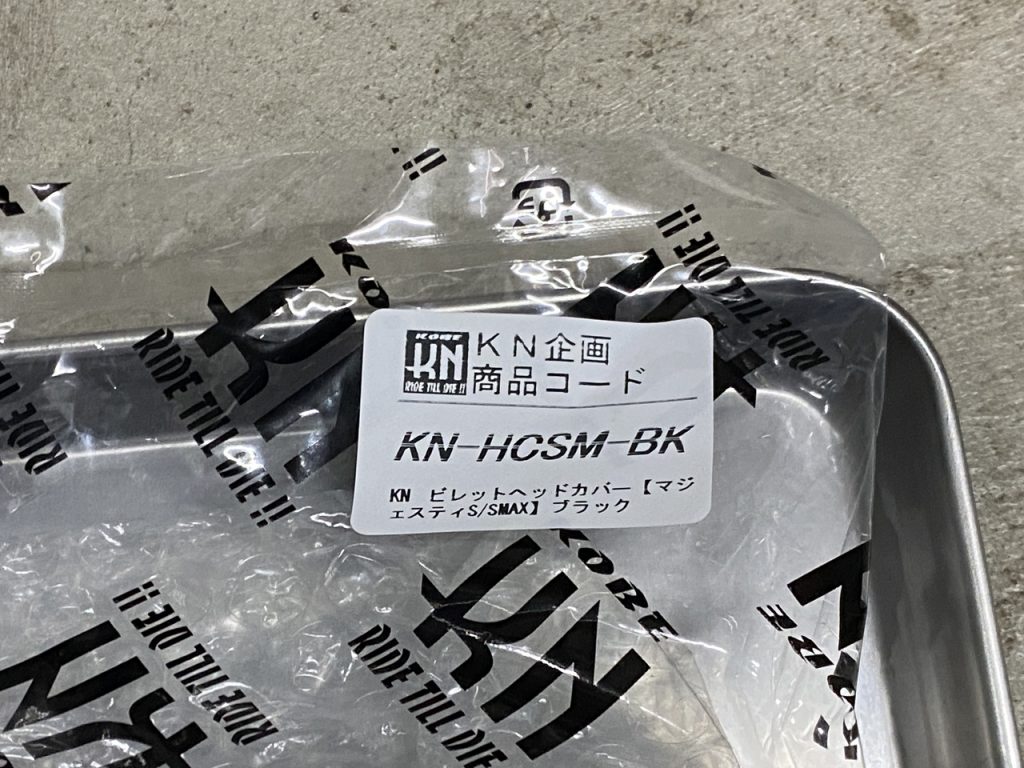 RIDE TILL DIE !!
RIDE TILL DIE !!
KOBE
KN
RIDE TILL DIE !!
KN企画
商品コード
KN-HCSM-BK
KN ビレットヘッドカバー【マジ
ェスティS/SMAX】ブラック
RIDE
KOBE
KN
RIDE TILL DIE
RIDE TILL DIE !!